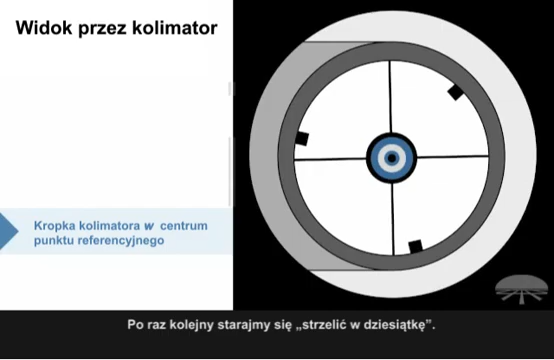 Widok przez kolimator
Kropka kolimatora w centrum
punktu referencyjnego
Po raz kolejny starajmy się „strzelić w dziesiątkę”.